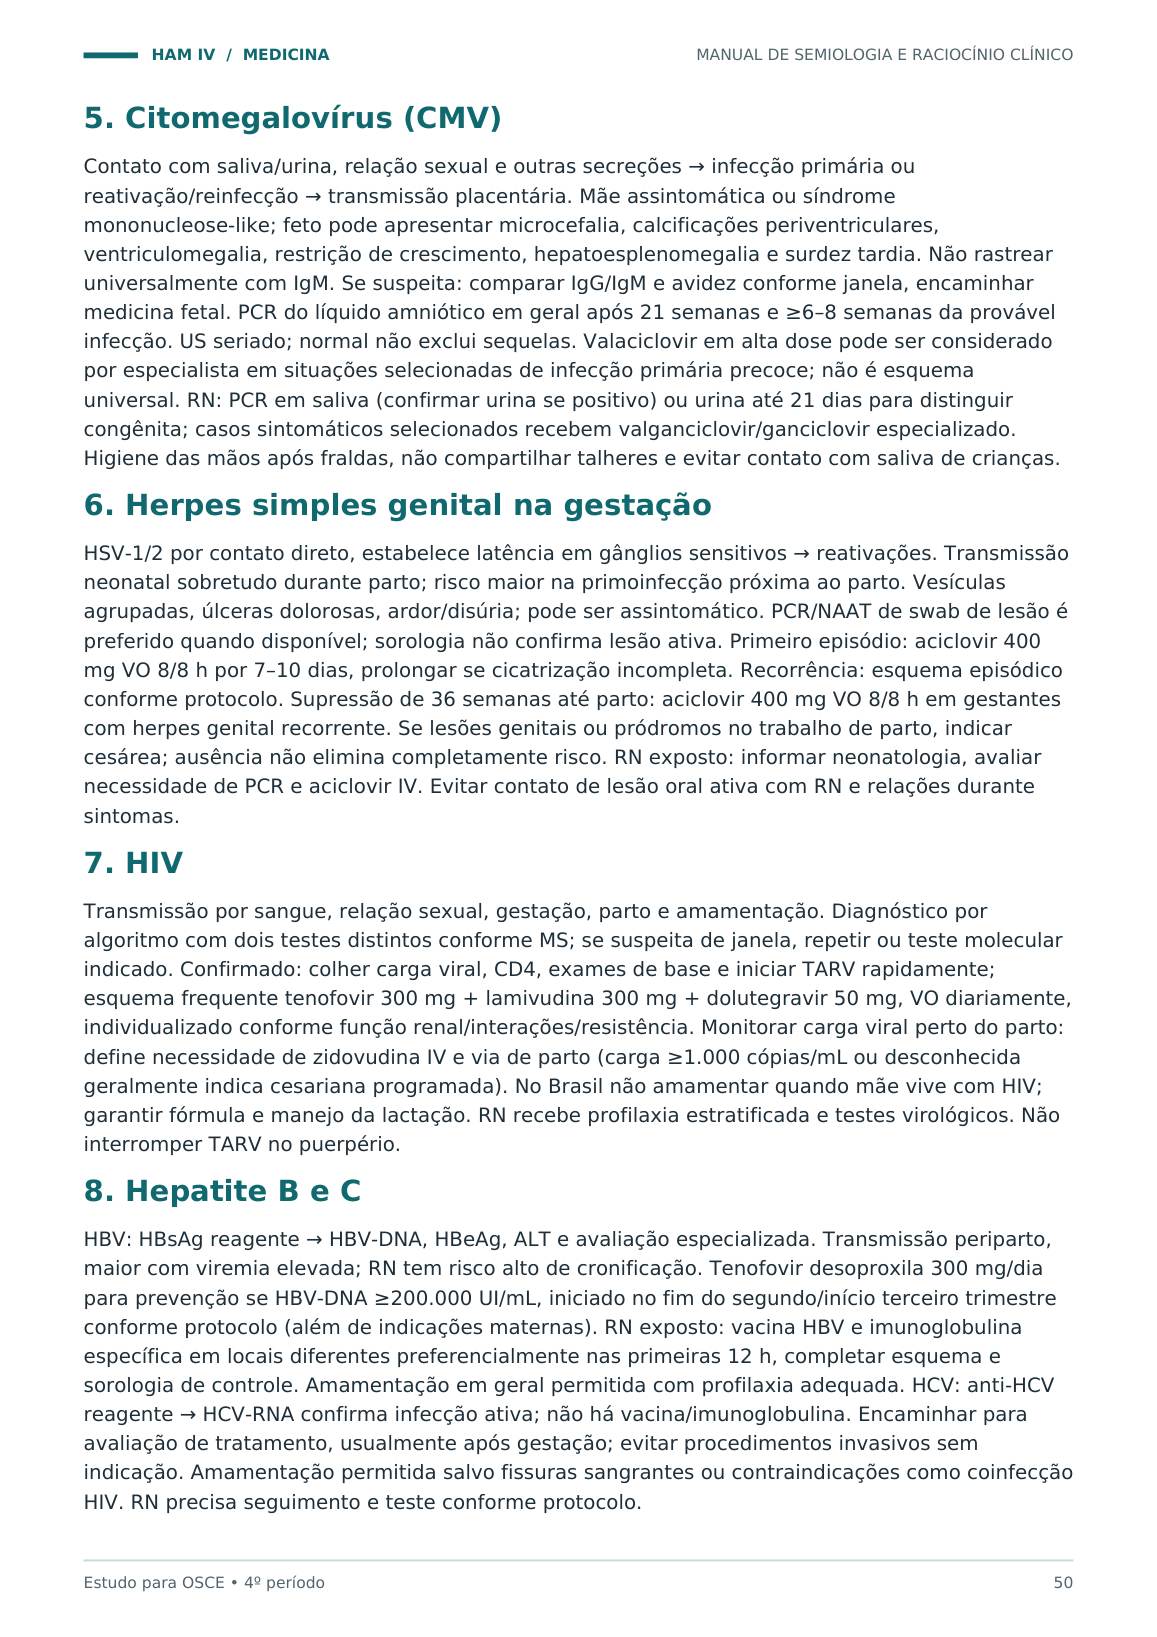 HAM IV / MEDICINA
MANUAL DE SEMIOLOGIA E RACIOCÍNIO CLÍNICO
5. Citomegalovírus (CMV)
Contato com saliva/urina, relação sexual e outras secreções → infecção primária ou
reativação/reinfecção → transmissão placentária. Mãe assintomática ou síndrome
mononucleose-like; feto pode apresentar microcefalia, calcificações periventriculares,
ventriculomegalia, restrição de crescimento, hepatoesplenomegalia e surdez tardia. Não rastrear
universalmente com IgM. Se suspeita: comparar IgG/IgM e avidez conforme janela, encaminhar
medicina fetal. PCR do líquido amniótico em geral após 21 semanas e ≥6–8 semanas da provável
infecção. US seriado; normal não exclui sequelas. Valaciclovir em alta dose pode ser considerado
por especialista em situações selecionadas de infecção primária precoce; não é esquema
universal. RN: PCR em saliva (confirmar urina se positivo) ou urina até 21 dias para distinguir
congênita; casos sintomáticos selecionados recebem valganciclovir/ganciclovir especializado.
Higiene das mãos após fraldas, não compartilhar talheres e evitar contato com saliva de crianças.
6. Herpes simples genital na gestação
HSV-1/2 por contato direto, estabelece latência em gânglios sensitivos → reativações. Transmissão
neonatal sobretudo durante parto; risco maior na primoinfecção próxima ao parto. Vesículas
agrupadas, úlceras dolorosas, ardor/disúria; pode ser assintomático. PCR/NAAT de swab de lesão é
preferido quando disponível; sorologia não confirma lesão ativa. Primeiro episódio: aciclovir 400
mg VO 8/8 h por 7–10 dias, prolongar se cicatrização incompleta. Recorrência: esquema episódico
conforme protocolo. Supressão de 36 semanas até parto: aciclovir 400 mg VO 8/8 h em gestantes
com herpes genital recorrente. Se lesões genitais ou pródromos no trabalho de parto, indicar
cesárea; ausência não elimina completamente risco. RN exposto: informar neonatologia, avaliar
necessidade de PCR e aciclovir IV. Evitar contato de lesão oral ativa com RN e relações durante
sintomas.
7. HIV
Transmissão por sangue, relação sexual, gestação, parto e amamentação. Diagnóstico por
algoritmo com dois testes distintos conforme MS; se suspeita de janela, repetir ou teste molecular
indicado. Confirmado: colher carga viral, CD4, exames de base e iniciar TARV rapidamente;
esquema frequente tenofovir 300 mg + lamivudina 300 mg + dolutegravir 50 mg, VO diariamente,
individualizado conforme função renal/interações/resistência. Monitorar carga viral perto do parto:
define necessidade de zidovudina IV e via de parto (carga ≥1.000 cópias/mL ou desconhecida
geralmente indica cesariana programada). No Brasil não amamentar quando mãe vive com HIV;
garantir fórmula e manejo da lactação. RN recebe profilaxia estratificada e testes virológicos. Não
interromper TARV no puerpério.
8. Hepatite B e C
HBV: HBsAg reagente → HBV-DNA, HBeAg, ALT e avaliação especializada. Transmissão periparto,
maior com viremia elevada; RN tem risco alto de cronificação. Tenofovir desoproxila 300 mg/dia
para prevenção se HBV-DNA ≥200.000 UI/mL, iniciado no fim do segundo/início terceiro trimestre
conforme protocolo (além de indicações maternas). RN exposto: vacina HBV e imunoglobulina
específica em locais diferentes preferencialmente nas primeiras 12 h, completar esquema e
sorologia de controle. Amamentação em geral permitida com profilaxia adequada. HCV: anti-HCV
reagente → HCV-RNA confirma infecção ativa; não há vacina/imunoglobulina. Encaminhar para
avaliação de tratamento, usualmente após gestação; evitar procedimentos invasivos sem
indicação. Amamentação permitida salvo fissuras sangrantes ou contraindicações como coinfecção
HIV. RN precisa seguimento e teste conforme protocolo.
Estudo para OSCE • 4º período
50